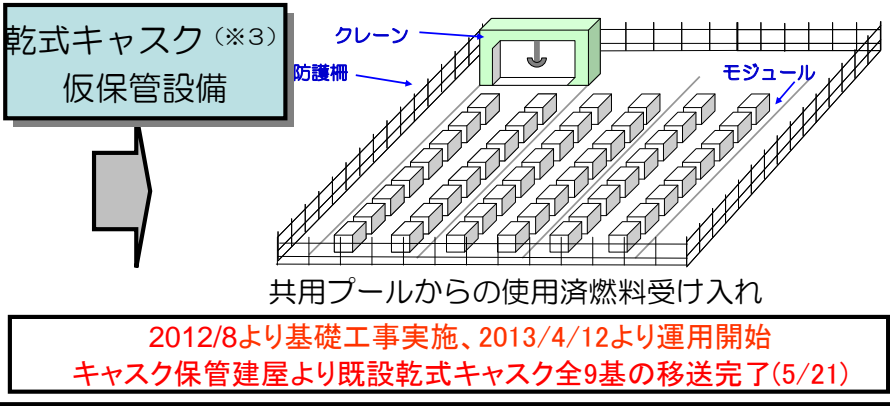 乾式キャスク（※３）
仮保管設備
クレーン
防護柵
モジュール
共用プールからの使用済燃料受け入れ
2012/8より基礎工事実施、2013/4/12より運用開始
キャスク保管建屋より既設乾式キャスク全9基の移送完了(5/21)